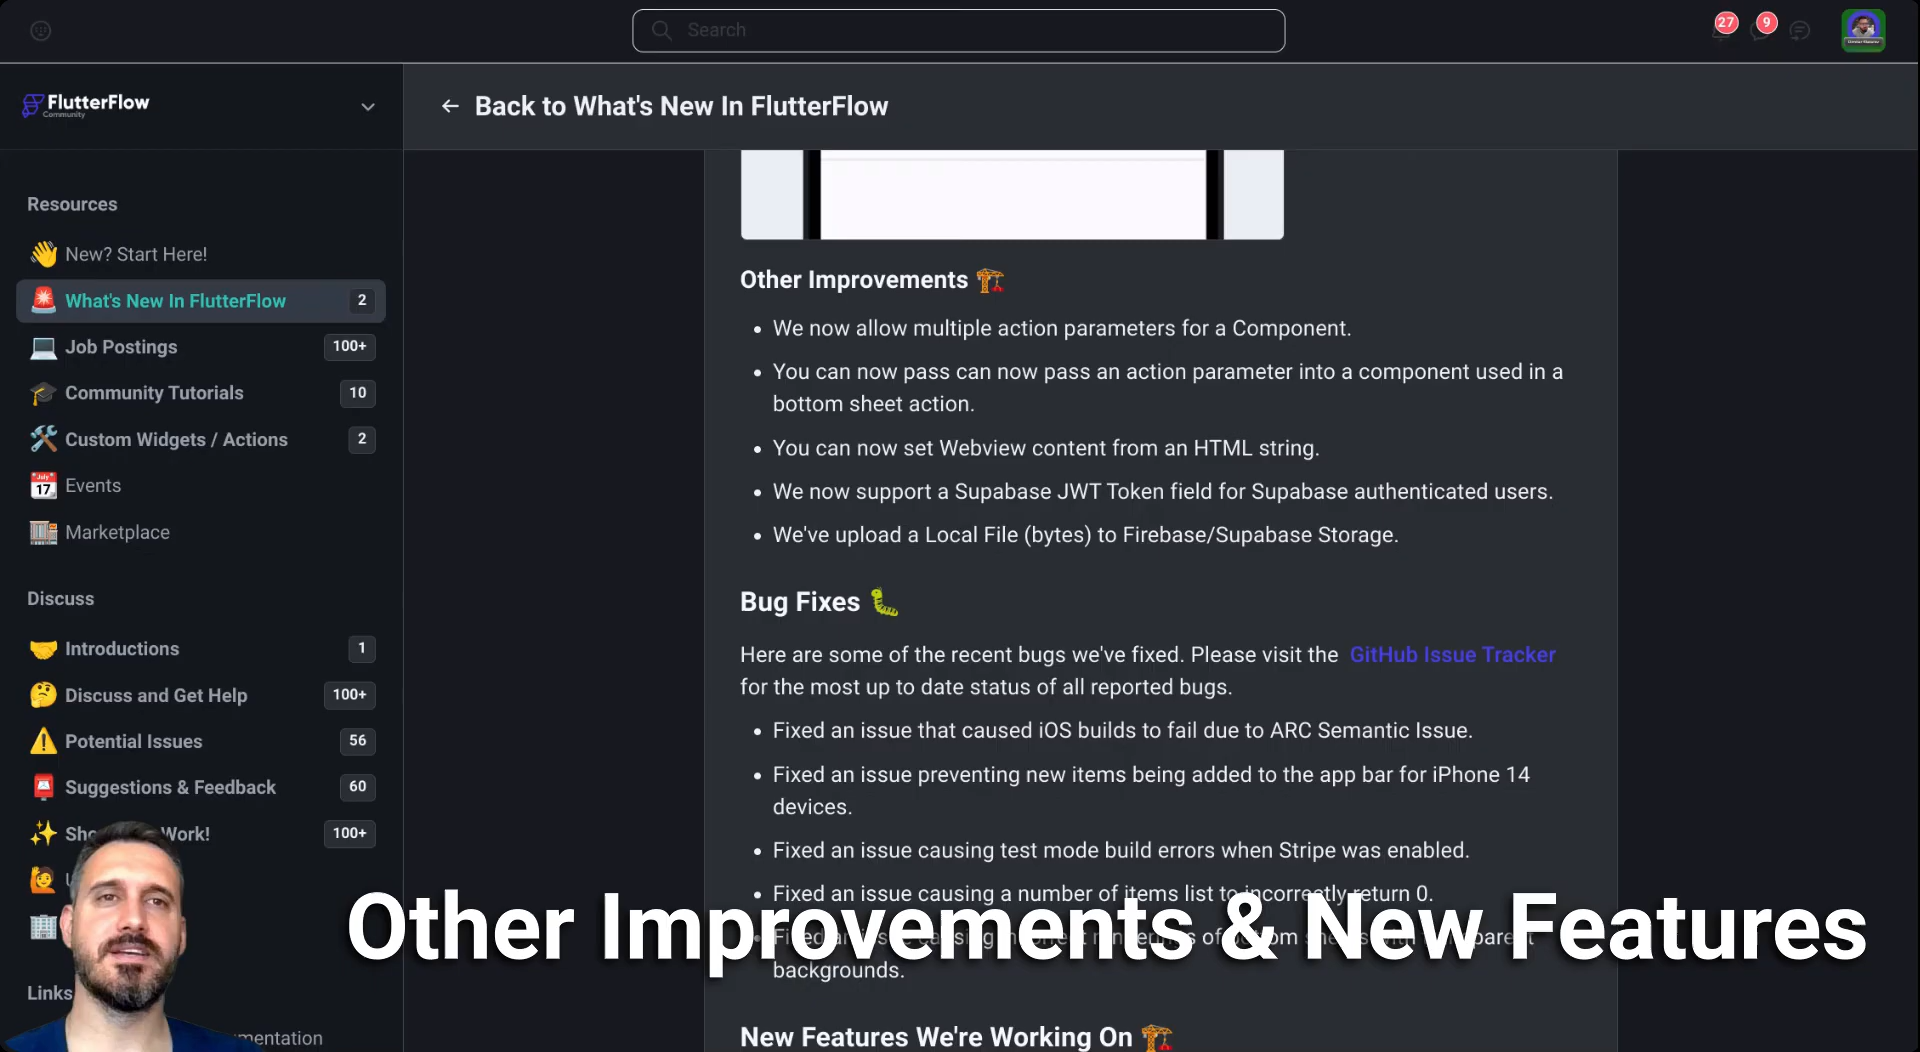 Search
27
9
FlutterFlow
Community
Back to What's New In FlutterFlow
Resources
New? Start Here!
What's New In FlutterFlow 2
Job Postings 100+
Community Tutorials 10
Custom Widgets / Actions 2
Events
Marketplace
Discuss
Introductions 1
Discuss and Get Help 100+
Potential Issues 56
Suggestions & Feedback 60
Work! 100+
Links
Other Improvements
We now allow multiple action parameters for a Component.
You can now pass can now pass an action parameter into a component used in a
bottom sheet action.
You can now set Webview content from an HTML string.
We now support a Supabase JWT Token field for Supabase authenticated users.
We've upload a Local File (bytes) to Firebase/Supabase Storage.
Bug Fixes
Here are some of the recent bugs we've fixed. Please visit the GitHub Issue Tracker
for the most up to date status of all reported bugs.
Fixed an issue that caused iOS builds to fail due to ARC Semantic Issue.
Fixed an issue preventing new items being added to the app bar for iPhone 14
devices.
Fixed an issue causing test mode build errors when Stripe was enabled.
Fixed an issue causing a number of items list to incorrectly return 0.
backgrounds.
New Features We're Working On
Other Improvements & New Features